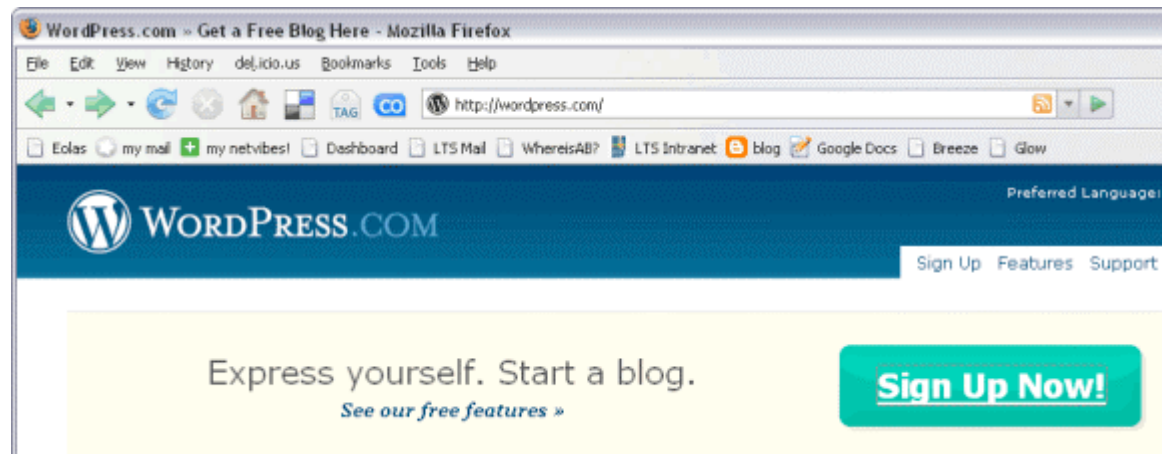 WordPress.com » Get a Free Blog Here - Mozilla Firefox
File Edit View History del.icio.us Bookmarks Tools Help
TAG CO http://wordpress.com/
Eolas my mail my netvibes! Dashboard LTS Mail WhereisAB? LTS Intranet blog Google Docs Breeze Glow
Preferred Language:
WORDPRESS.COM
Sign Up Features Support
Express yourself. Start a blog.
Sign Up Now!
See our free features »